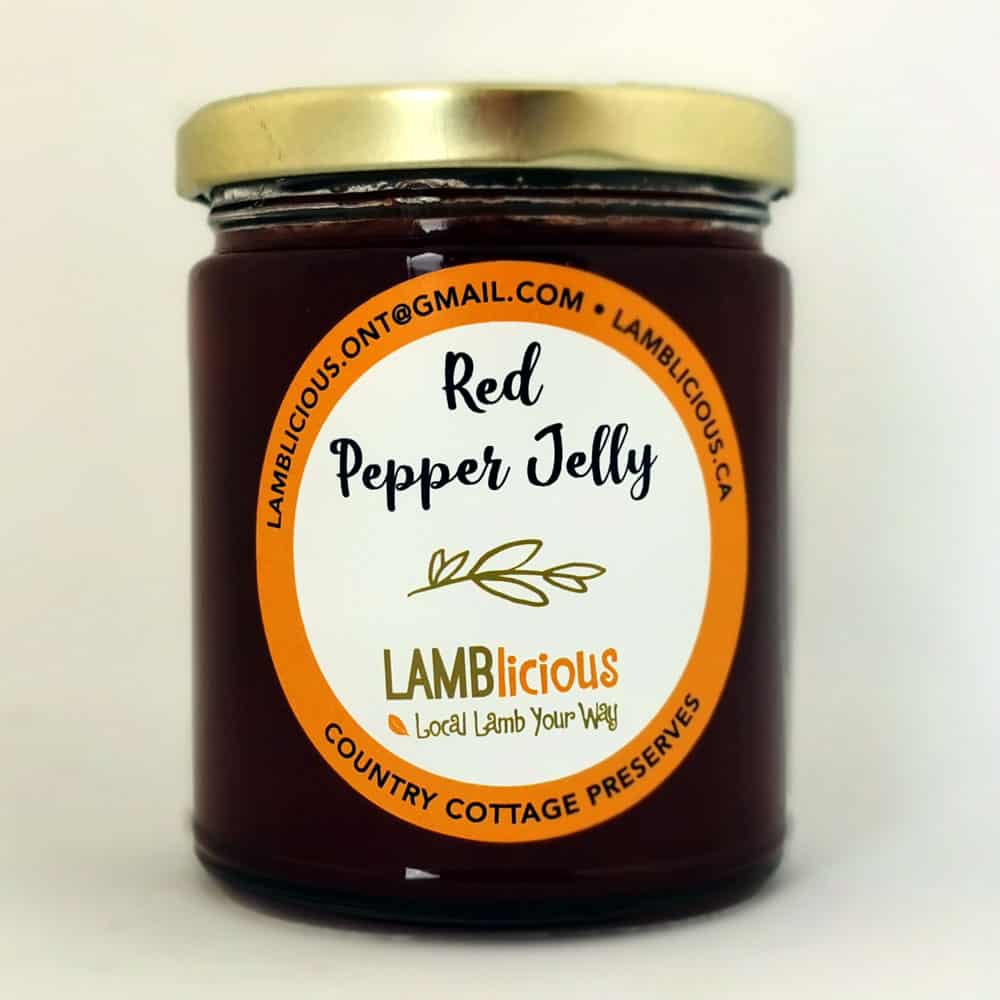 LAMBLICIOUS.ONT@GMAIL.COM • LAMBLICIOUS.CA
Red
Pepper Jelly
LAMBlicious
Local Lamb Your Way
COUNTRY COTTAGE PRESERVES